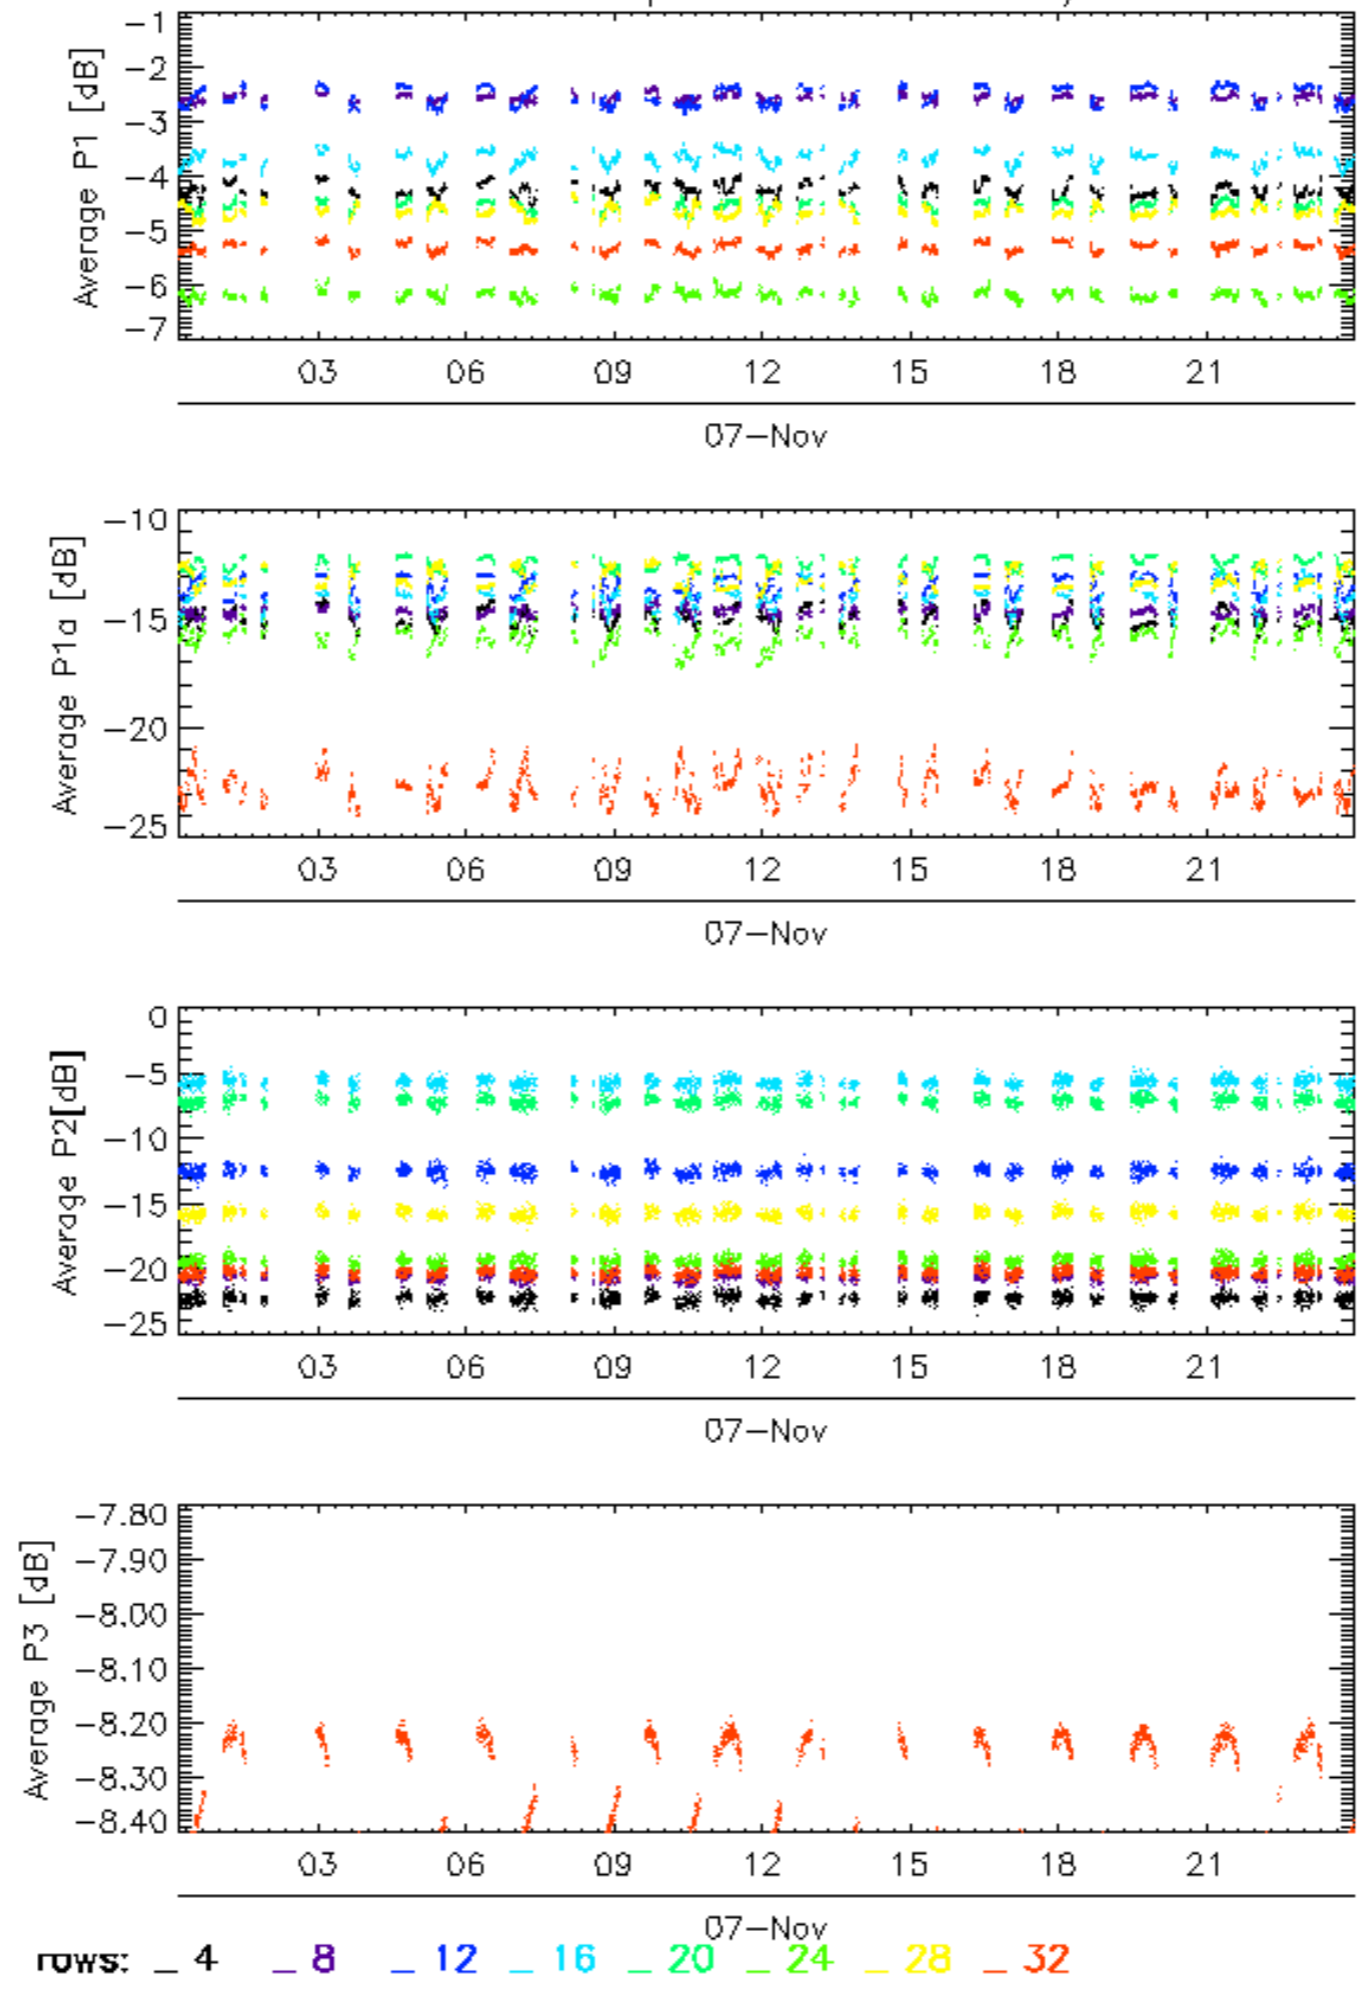 Average P1 [dB]
−1
−2
−3
−4
−5
−6
−7
03 06 09 12 15 18 21
07−Nov
Average P1a [dB]
−10
−15
−20
−25
03 06 09 12 15 18 21
07−Nov
Average P2[dB]
0
−5
−10
−15
−20
−25
03 06 09 12 15 18 21
07−Nov
Average P3 [dB]
−7.80
−7.90
−8.00
−8.10
−8.20
−8.30
−8.40
03 06 09 12 15 18 21
07−Nov
rows: _ 4 _ 8 _ 12 _ 16 _ 20 _ 24 _ 28 _ 32